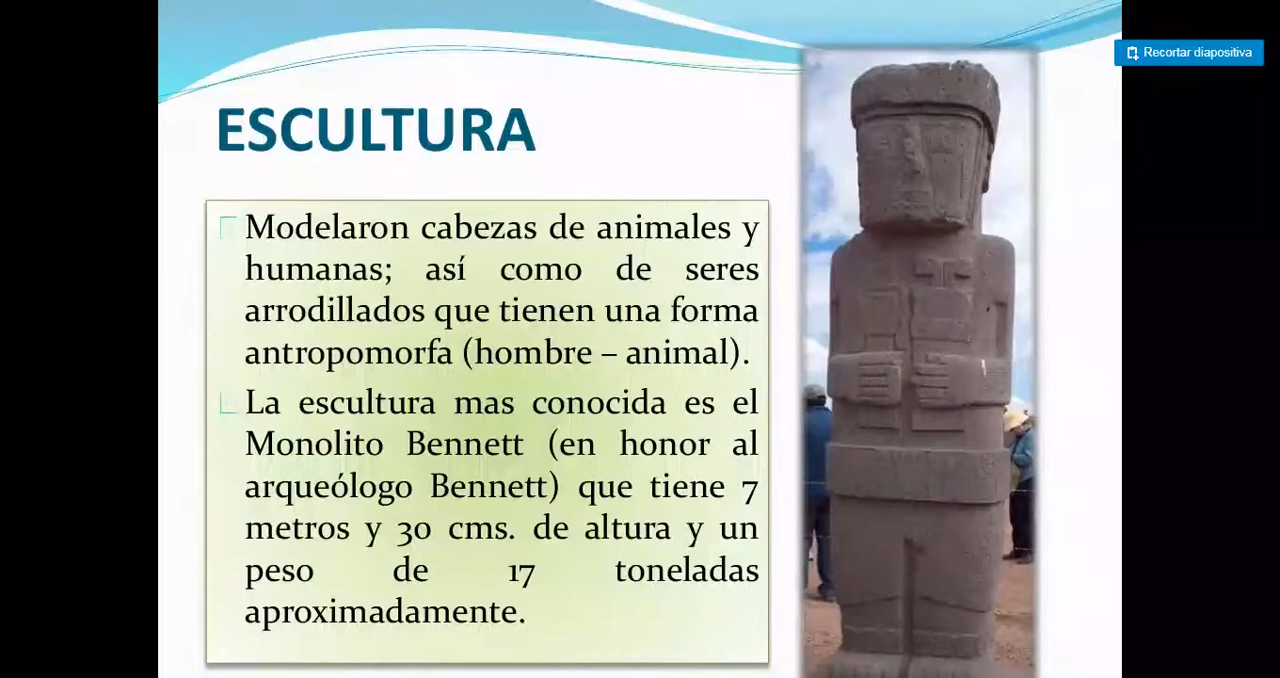 Recortar diapositiva
ESCULTURA
Modelaron cabezas de animales y
humanas; así como de seres
arrodillados que tienen una forma
antropomorfa (hombre – animal).
La escultura mas conocida es el
Monolito Bennett (en honor al
arqueólogo Bennett) que tiene 7
metros y 30 cms. de altura y un
peso de 17 toneladas
aproximadamente.